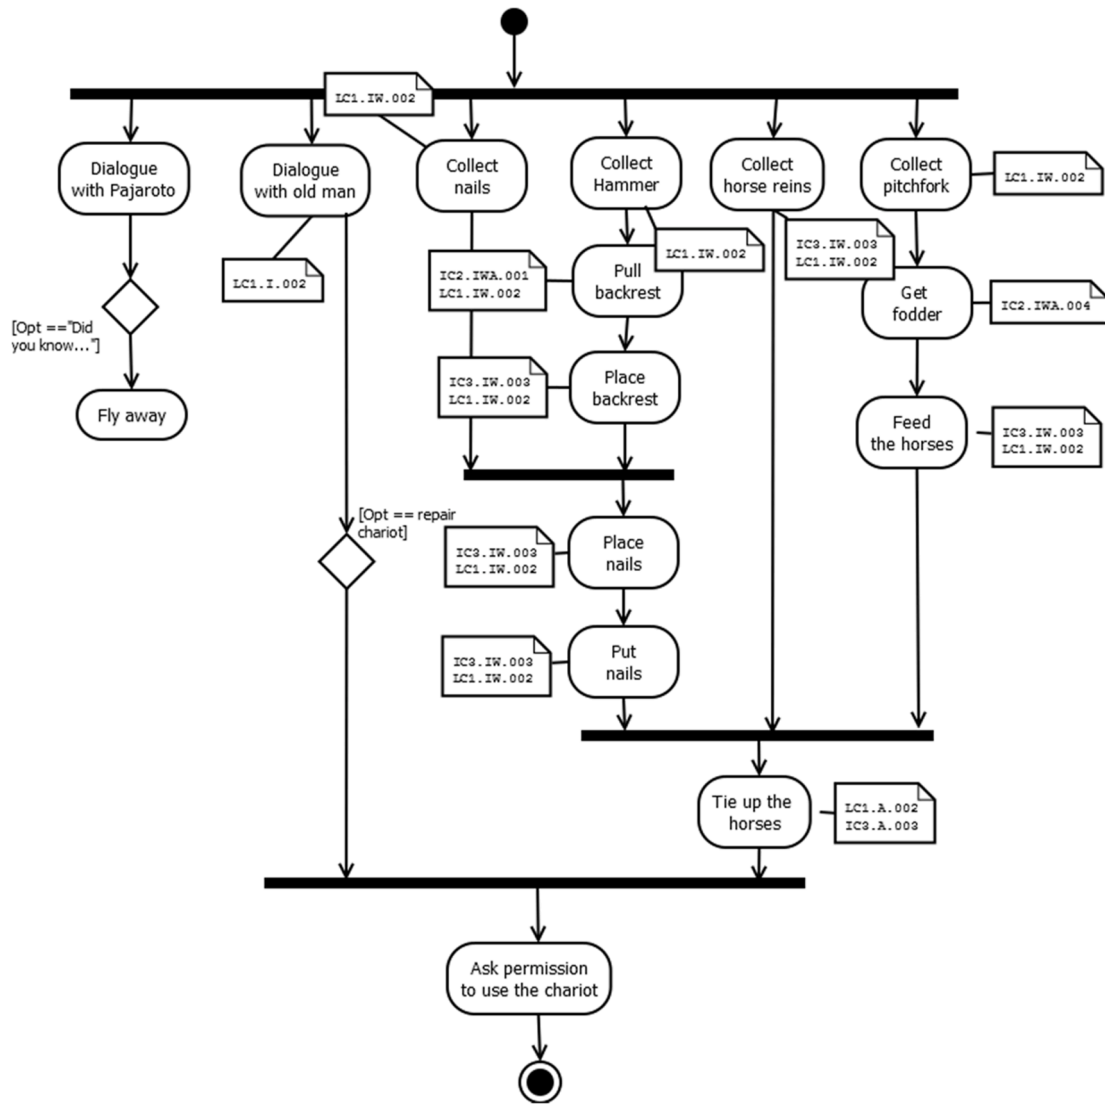 LC1.IW.002
Dialogue
with Pajaroto
Dialogue
with old man
Collect
nails
Collect
Hammer
Collect
horse reins
Collect
pitchfork
LC1.IW.002
LC1.I.002
IC2.IWA.001
LC1.IW.002
Pull
backrest
LC1.IW.002
IC3.IW.003
LC1.IW.002
Get
fodder
IC2.IWA.004
[Opt =="Did
you know..."]
Fly away
IC3.IW.003
LC1.IW.002
Place
backrest
Feed
the horses
IC3.IW.003
LC1.IW.002
[Opt == repair
chariot]
IC3.IW.003
LC1.IW.002
Place
nails
IC3.IW.003
LC1.IW.002
Put
nails
Tie up the
horses
LC1.A.002
IC3.A.003
Ask permission
to use the chariot